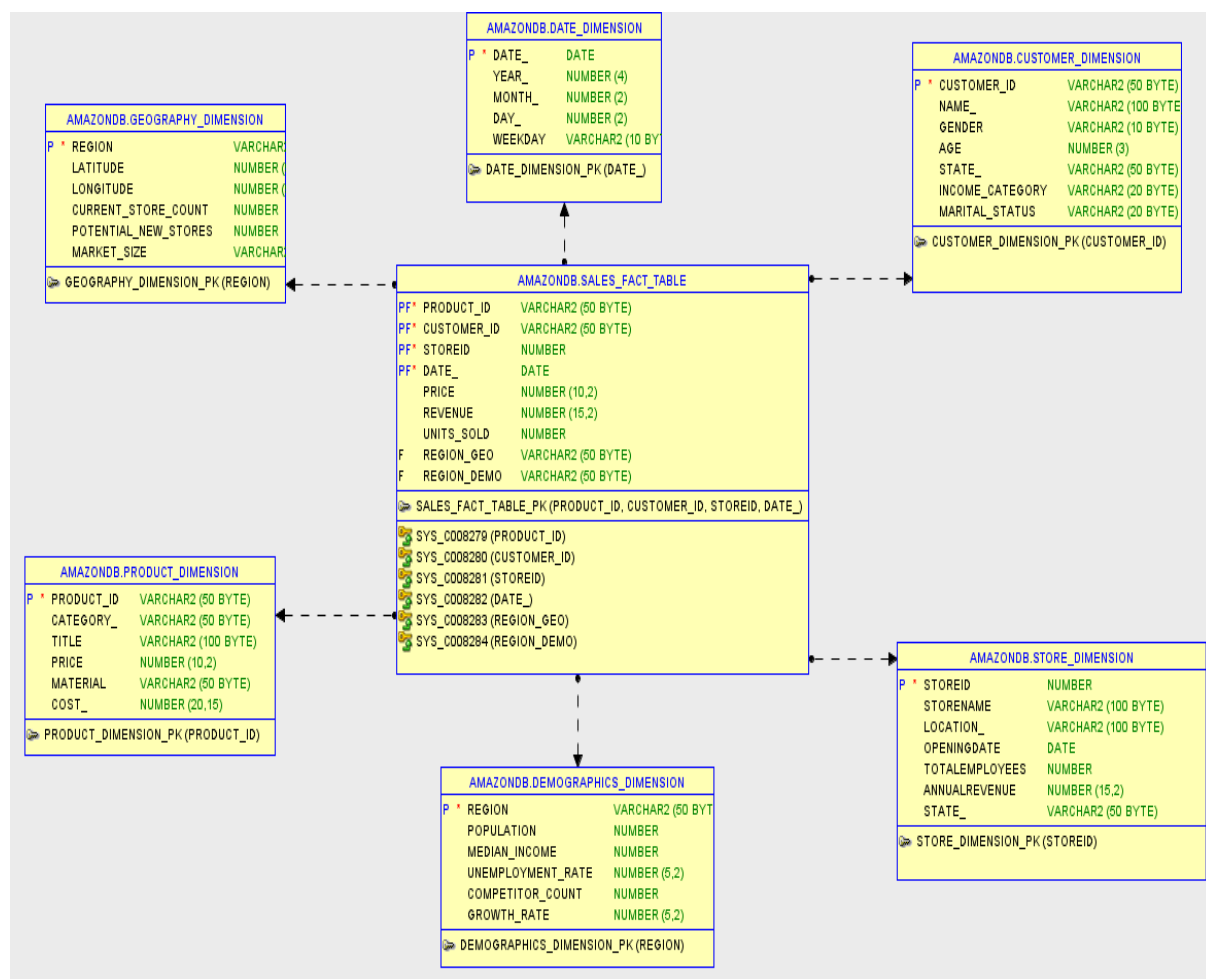 AMAZONDB.DATE_DIMENSION
P * DATE_ DATE
YEAR_ NUMBER (4)
MONTH_ NUMBER (2)
DAY_ NUMBER (2)
WEEKDAY VARCHAR2 (10 BY
DATE_DIMENSION_PK (DATE_)
AMAZONDB.CUSTOMER_DIMENSION
P * CUSTOMER_ID VARCHAR2 (50 BYTE)
NAME_ VARCHAR2 (100 BYTE
GENDER VARCHAR2 (10 BYTE)
AGE NUMBER (3)
STATE_ VARCHAR2 (50 BYTE)
INCOME_CATEGORY VARCHAR2 (20 BYTE)
MARITAL_STATUS VARCHAR2 (20 BYTE)
CUSTOMER_DIMENSION_PK (CUSTOMER_ID)
AMAZONDB.GEOGRAPHY_DIMENSION
P * REGION VARCHAR
LATITUDE NUMBER (
LONGITUDE NUMBER (
CURRENT_STORE_COUNT NUMBER
POTENTIAL_NEW_STORES NUMBER
MARKET_SIZE VARCHAR
GEOGRAPHY_DIMENSION_PK (REGION)
AMAZONDB.SALES_FACT_TABLE
PF* PRODUCT_ID VARCHAR2 (50 BYTE)
PF* CUSTOMER_ID VARCHAR2 (50 BYTE)
PF* STOREID NUMBER
PF* DATE_ DATE
PRICE NUMBER (10,2)
REVENUE NUMBER (15,2)
UNITS_SOLD NUMBER
F REGION_GEO VARCHAR2 (50 BYTE)
F REGION_DEMO VARCHAR2 (50 BYTE)
SALES_FACT_TABLE_PK (PRODUCT_ID, CUSTOMER_ID, STOREID, DATE_)
SYS_C008279 (PRODUCT_ID)
SYS_C008280 (CUSTOMER_ID)
SYS_C008281 (STOREID)
SYS_C008282 (DATE_)
SYS_C008283 (REGION_GEO)
SYS_C008284 (REGION_DEMO)
AMAZONDB.PRODUCT_DIMENSION
P * PRODUCT_ID VARCHAR2 (50 BYTE)
CATEGORY_ VARCHAR2 (50 BYTE)
TITLE VARCHAR2 (100 BYTE)
PRICE NUMBER (10,2)
MATERIAL VARCHAR2 (50 BYTE)
COST_ NUMBER (20,15)
PRODUCT_DIMENSION_PK (PRODUCT_ID)
AMAZONDB.STORE_DIMENSION
P * STOREID NUMBER
STORENAME VARCHAR2 (100 BYTE)
LOCATION_ VARCHAR2 (100 BYTE)
OPENINGDATE DATE
TOTALEMPLOYEES NUMBER
ANNUALREVENUE NUMBER (15,2)
STATE_ VARCHAR2 (50 BYTE)
STORE_DIMENSION_PK (STOREID)
AMAZONDB.DEMOGRAPHICS_DIMENSION
P * REGION VARCHAR2 (50 BYT
POPULATION NUMBER
MEDIAN_INCOME NUMBER
UNEMPLOYMENT_RATE NUMBER (5,2)
COMPETITOR_COUNT NUMBER
GROWTH_RATE NUMBER (5,2)
DEMOGRAPHICS_DIMENSION_PK (REGION)